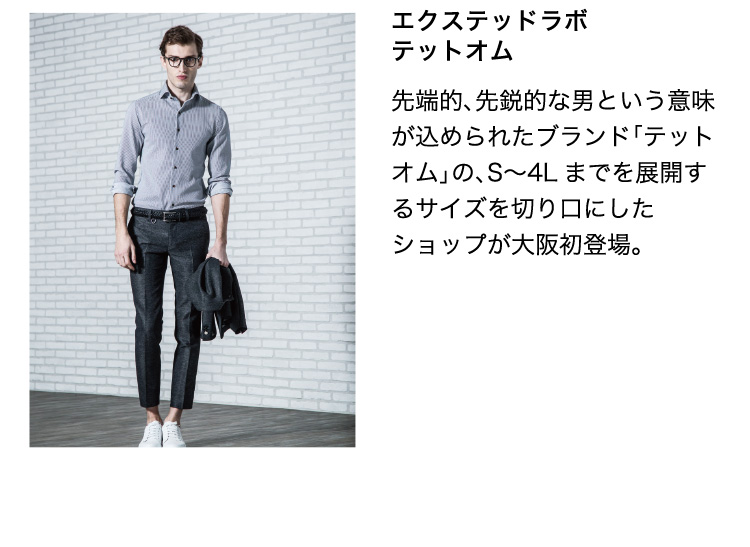 エクステッドラボ
テットオム
先端的､先鋭的な男という意味
が込められたブランド｢テット
オム｣の､S〜4L までを展開す
るサイズを切り口にした
ショップが大阪初登場。